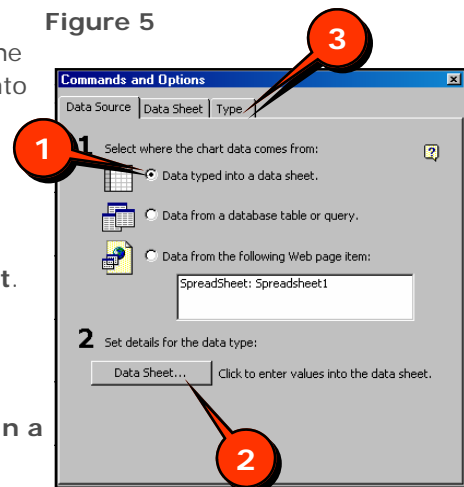 Figure 5
ne
nto
t.
n a
3
Commands and Options
Data Source Data Sheet Type
1
1 Select where the chart data comes from:
Data typed into a data sheet.
Data from a database table or query.
Data from the following Web page item:
SpreadSheet: Spreadsheet1
2 Set details for the data type:
Data Sheet... Click to enter values into the data sheet.
2